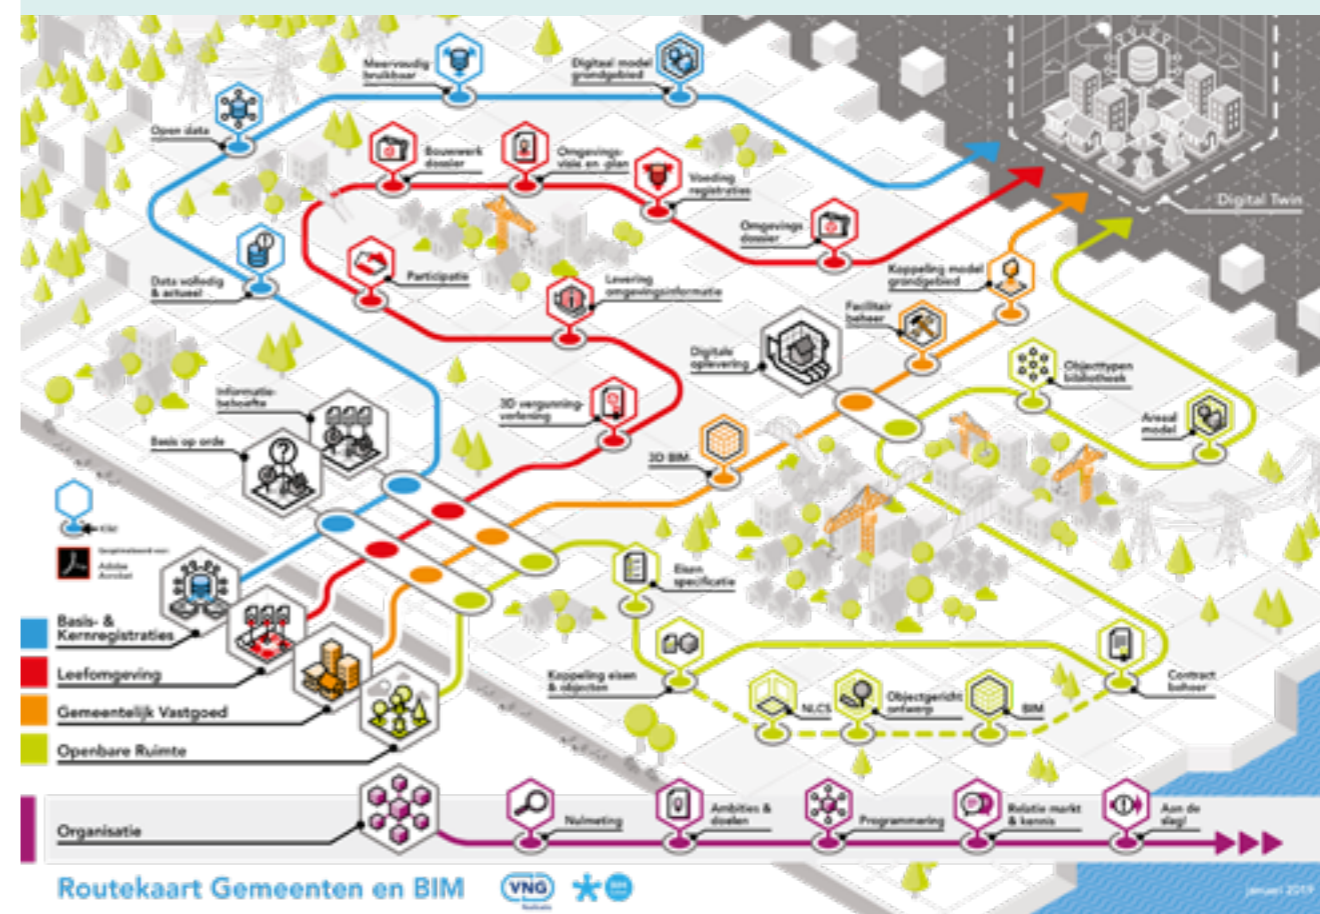 Meervoudig
bruikbaar
Digitaal model
grondgebied
Open data
Bouwwerk
dossier
Omgevings-
visie en -plan
Voeding
registraties
Omgevings
dossier
Digital Twin
Data volledig
& actueel
Participatie
Levering
omgevingsinformatie
Koppeling model
grondgebied
Facilitair
beheer
Digitale
oplevering
Objecttypen
bibliotheek
Areaal
model
Informatie-
behoefte
Basis op orde
3D vergunning-
verlening
3D BIM
Klik!
Adobe
Acrobat
Eisen
specificatie
Basis- &
Kernregistraties
Leefomgeving
Gemeentelijk Vastgoed
Openbare Ruimte
Koppeling eisen
& objecten
NLCS
Objectgericht
ontwerp
BIM
Contract
beheer
Organisatie
Nulmeting
Ambities &
doelen
Programmering
Relatie markt
& kennis
Aan de
slag!
Routekaart Gemeenten en BIM
VNG
januari 2019